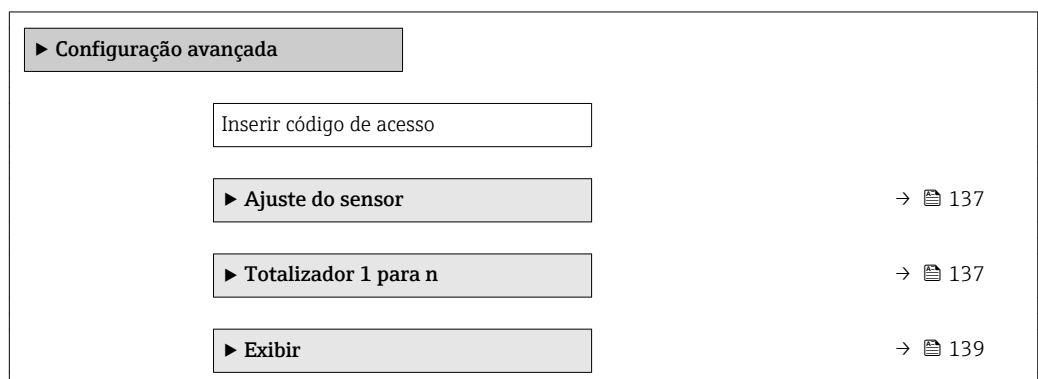 ▶ Configuração avançada
Inserir código de acesso
▶ Ajuste do sensor → 137
▶ Totalizador 1 para n → 137
▶ Exibir → 139